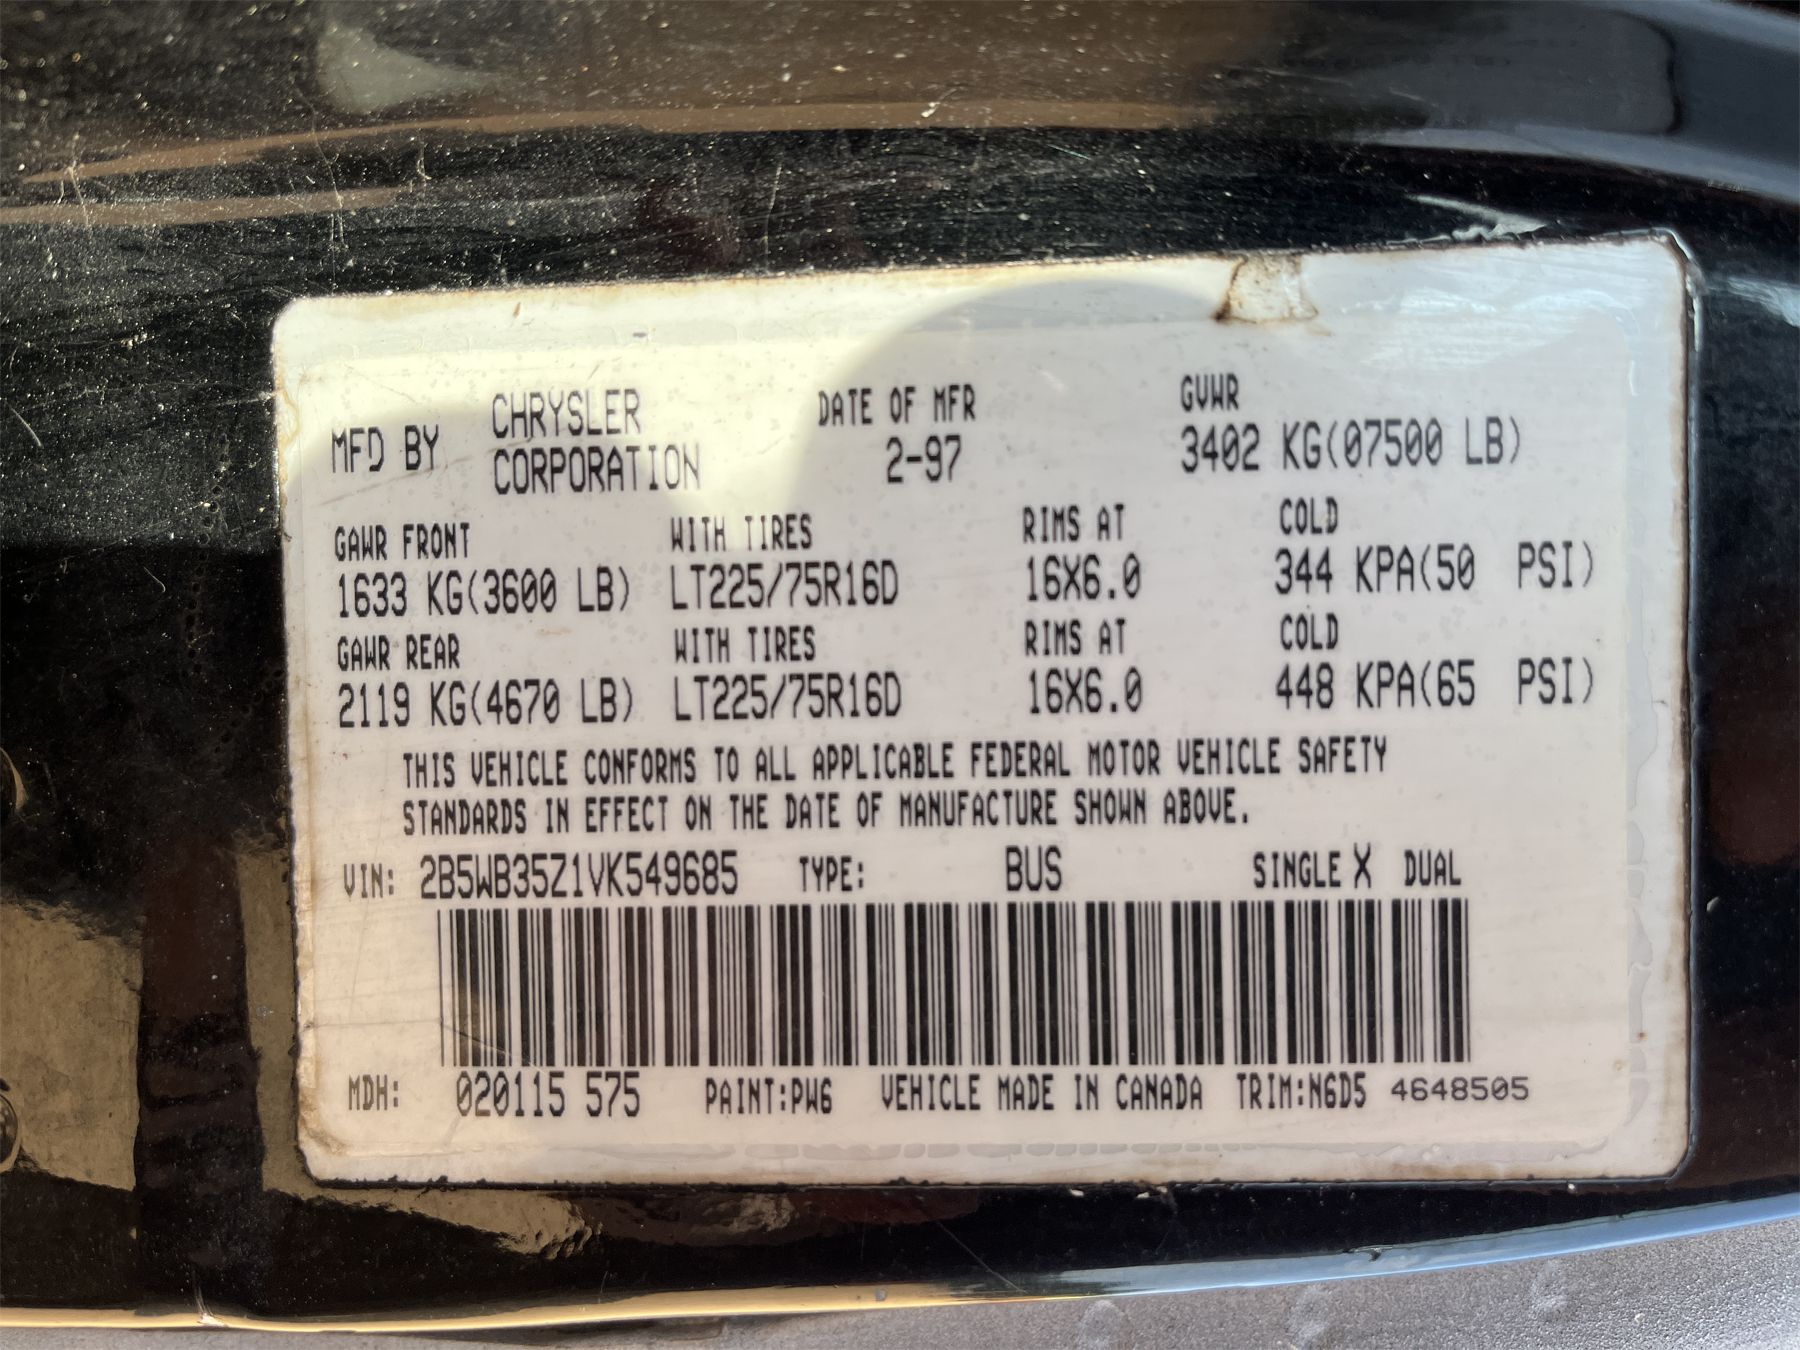 MFD BY CHRYSLER CORPORATION DATE OF MFR 2-97 GVWR 3402 KG(07500 LB)
GAWR FRONT WITH TIRES RIMS AT COLD
1633 KG(3600 LB) LT225/75R16D 16X6.0 344 KPA(50 PSI)
GAWR REAR WITH TIRES RIMS AT COLD
2119 KG(4670 LB) LT225/75R16D 16X6.0 448 KPA(65 PSI)
THIS VEHICLE CONFORMS TO ALL APPLICABLE FEDERAL MOTOR VEHICLE SAFETY
STANDARDS IN EFFECT ON THE DATE OF MANUFACTURE SHOWN ABOVE.
VIN: 2B5WB35Z1VK549685 TYPE: BUS SINGLE X DUAL
MDH: 020115 575 PAINT:PW6 VEHICLE MADE IN CANADA TRIM:N6D5 4648505